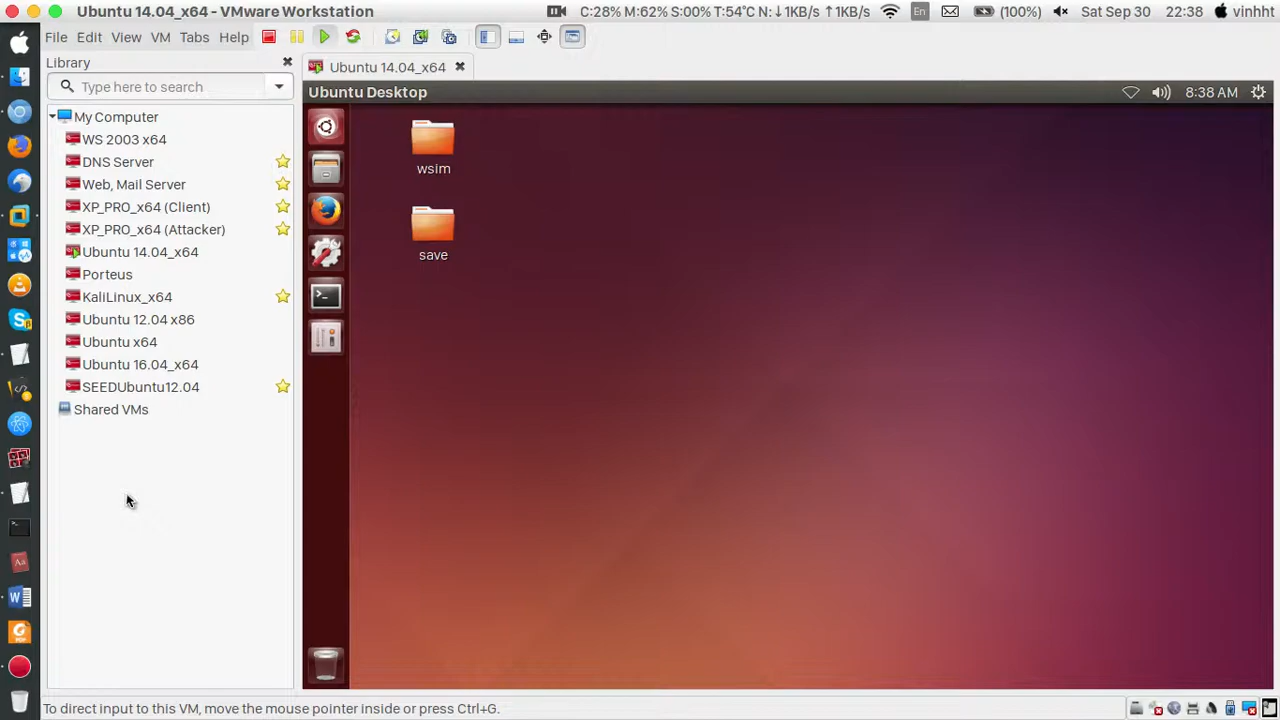 Ubuntu 14.04_x64 - VMware Workstation
C:28% M:62% S:00% T:54°C ↓1KB/s ↑1KB/s
En
(100%)
Sat Sep 30
22:38
vinhht
File Edit View VM Tabs Help
Library
Type here to search
My Computer
WS 2003 x64
DNS Server
Web, Mail Server
XP_PRO_x64 (Client)
XP_PRO_x64 (Attacker)
Ubuntu 14.04_x64
Porteus
KaliLinux_x64
Ubuntu 12.04 x86
Ubuntu x64
Ubuntu 16.04_x64
SEEDUbuntu12.04
Shared VMs
Ubuntu 14.04_x64
Ubuntu Desktop
8:38 AM
wsim
save
To direct input to this VM, move the mouse pointer inside or press Ctrl+G.